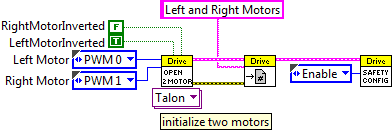 Left and Right Motors
RightMotorInverted
F
LeftMotorInverted
T
Drive
Drive
Drive
Left Motor
PWM 0
OPEN
2 MOTOR
#
Enable
SAFETY
CONFIG
Right Motor
PWM 1
Talon
initialize two motors